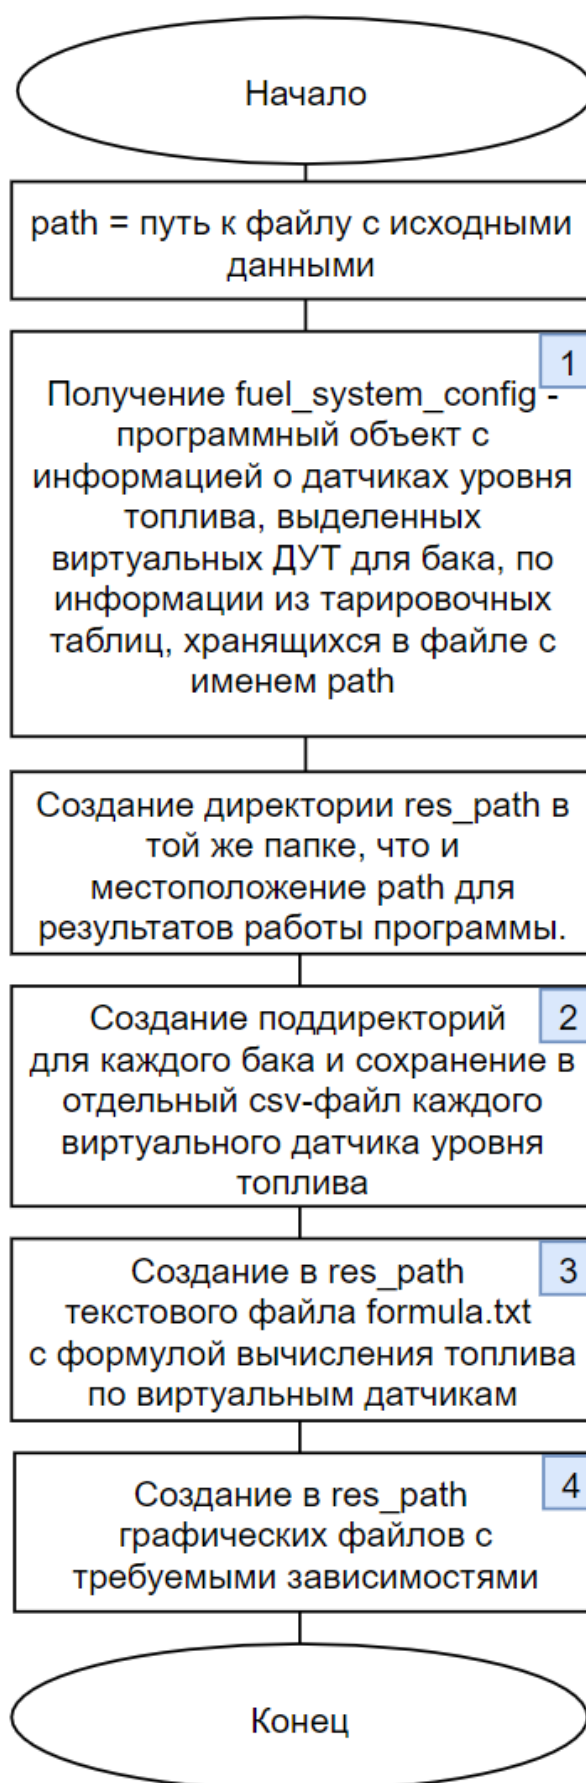 Начало
path = путь к файлу с исходными
данными
1
Получение fuel_system_config -
программный объект с
информацией о датчиках уровня
топлива, выделенных
виртуальных ДУТ для бака, по
информации из тарировочных
таблиц, хранящихся в файле с
именем path
Создание директории res_path в
той же папке, что и
местоположение path для
результатов работы программы.
2
Создание поддиректорий
для каждого бака и сохранение в
отдельный csv-файл каждого
виртуального датчика уровня
топлива
3
Создание в res_path
текстового файла formula.txt
с формулой вычисления топлива
по виртуальным датчикам
4
Создание в res_path
графических файлов с
требуемыми зависимостями
Конец